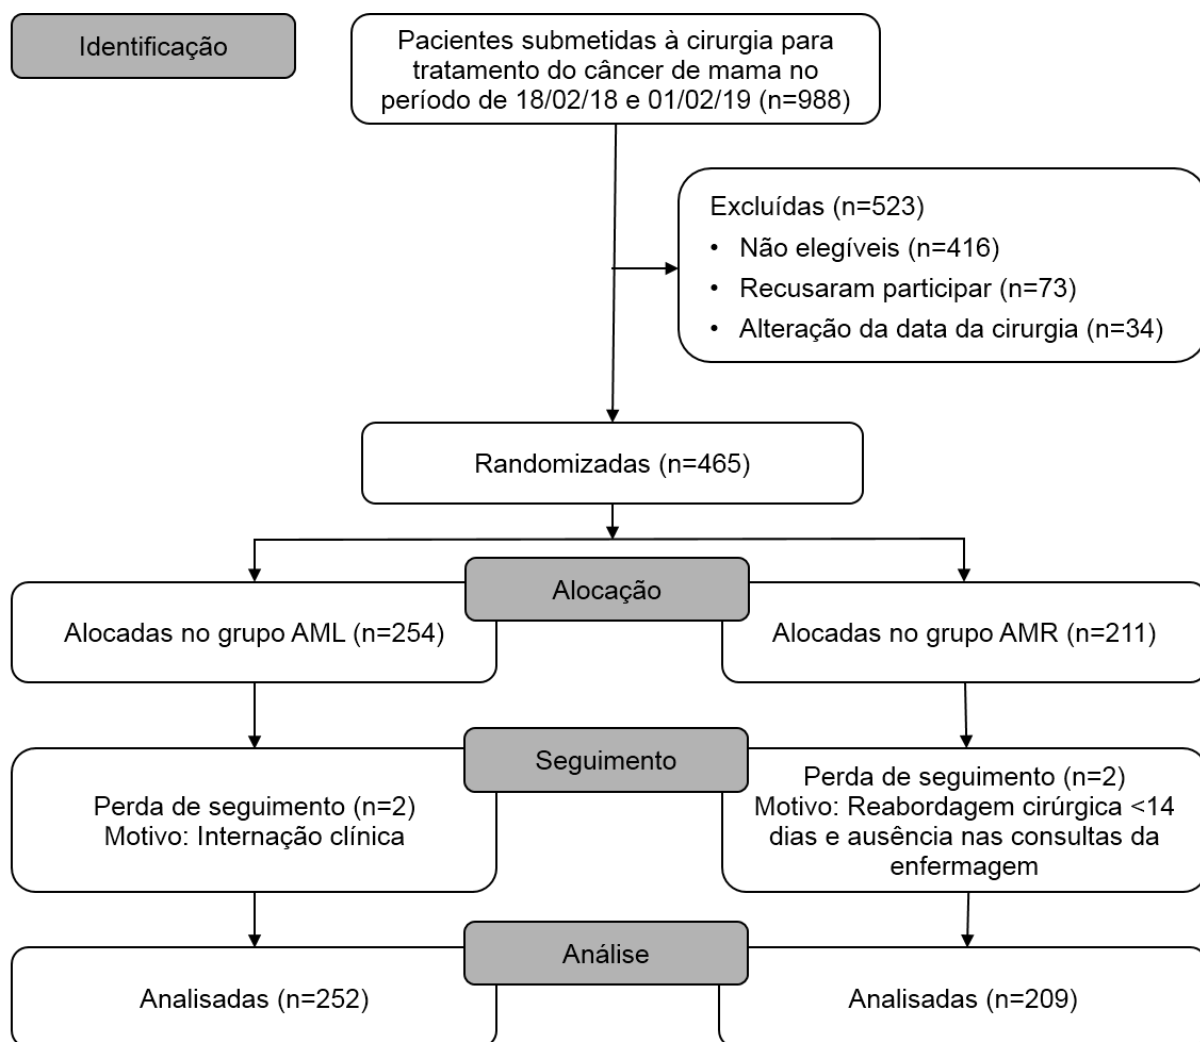 Identificação
Pacientes submetidas à cirurgia para
tratamento do câncer de mama no
período de 18/02/18 e 01/02/19 (n=988)
Excluídas (n=523)
• Não elegíveis (n=416)
• Recusaram participar (n=73)
• Alteração da data da cirurgia (n=34)
Randomizadas (n=465)
Alocação
Alocadas no grupo AML (n=254)
Alocadas no grupo AMR (n=211)
Seguimento
Perda de seguimento (n=2)
Motivo: Internação clínica
Perda de seguimento (n=2)
Motivo: Reabordagem cirúrgica <14
dias e ausência nas consultas da
enfermagem
Análise
Analisadas (n=252)
Analisadas (n=209)